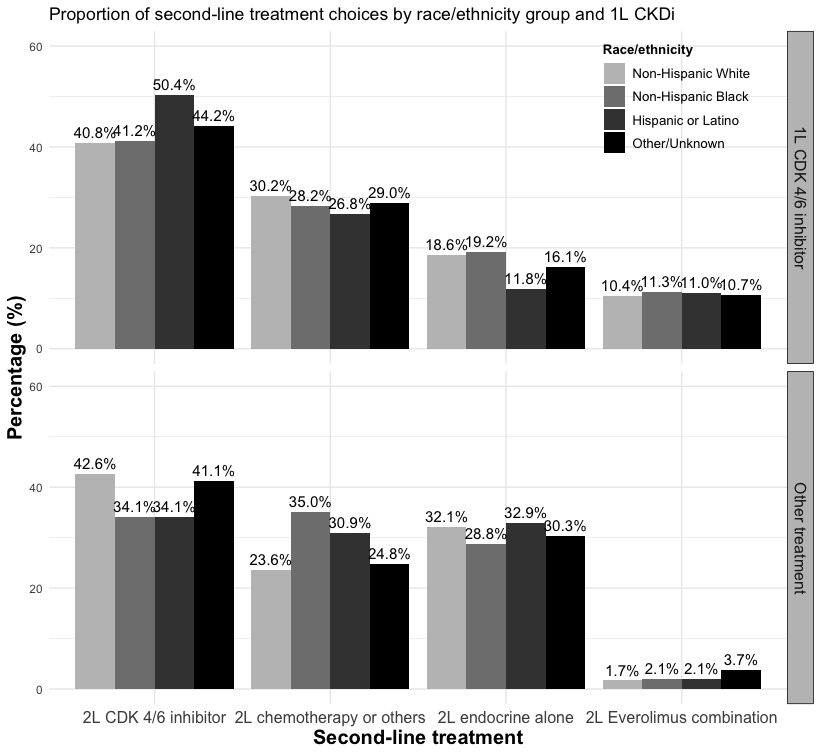 Proportion of second-line treatment choices by race/ethnicity group and 1L CKDi
Race/ethnicity
Non-Hispanic White
Non-Hispanic Black
Hispanic or Latino
Other/Unknown
60
40
20
0
40.8%
41.2%
50.4%
44.2%
30.2%
28.2%
26.8%
29.0%
18.6%
19.2%
11.8%
16.1%
10.4%
11.3%
11.0%
10.7%
1L CDK 4/6 inhibitor
Percentage (%)
60
40
20
0
42.6%
34.1%
34.1%
41.1%
23.6%
35.0%
30.9%
24.8%
32.1%
28.8%
32.9%
30.3%
1.7%
2.1%
2.1%
3.7%
Other treatment
2L CDK 4/6 inhibitor
2L chemotherapy or others
2L endocrine alone
2L Everolimus combination
Second-line treatment